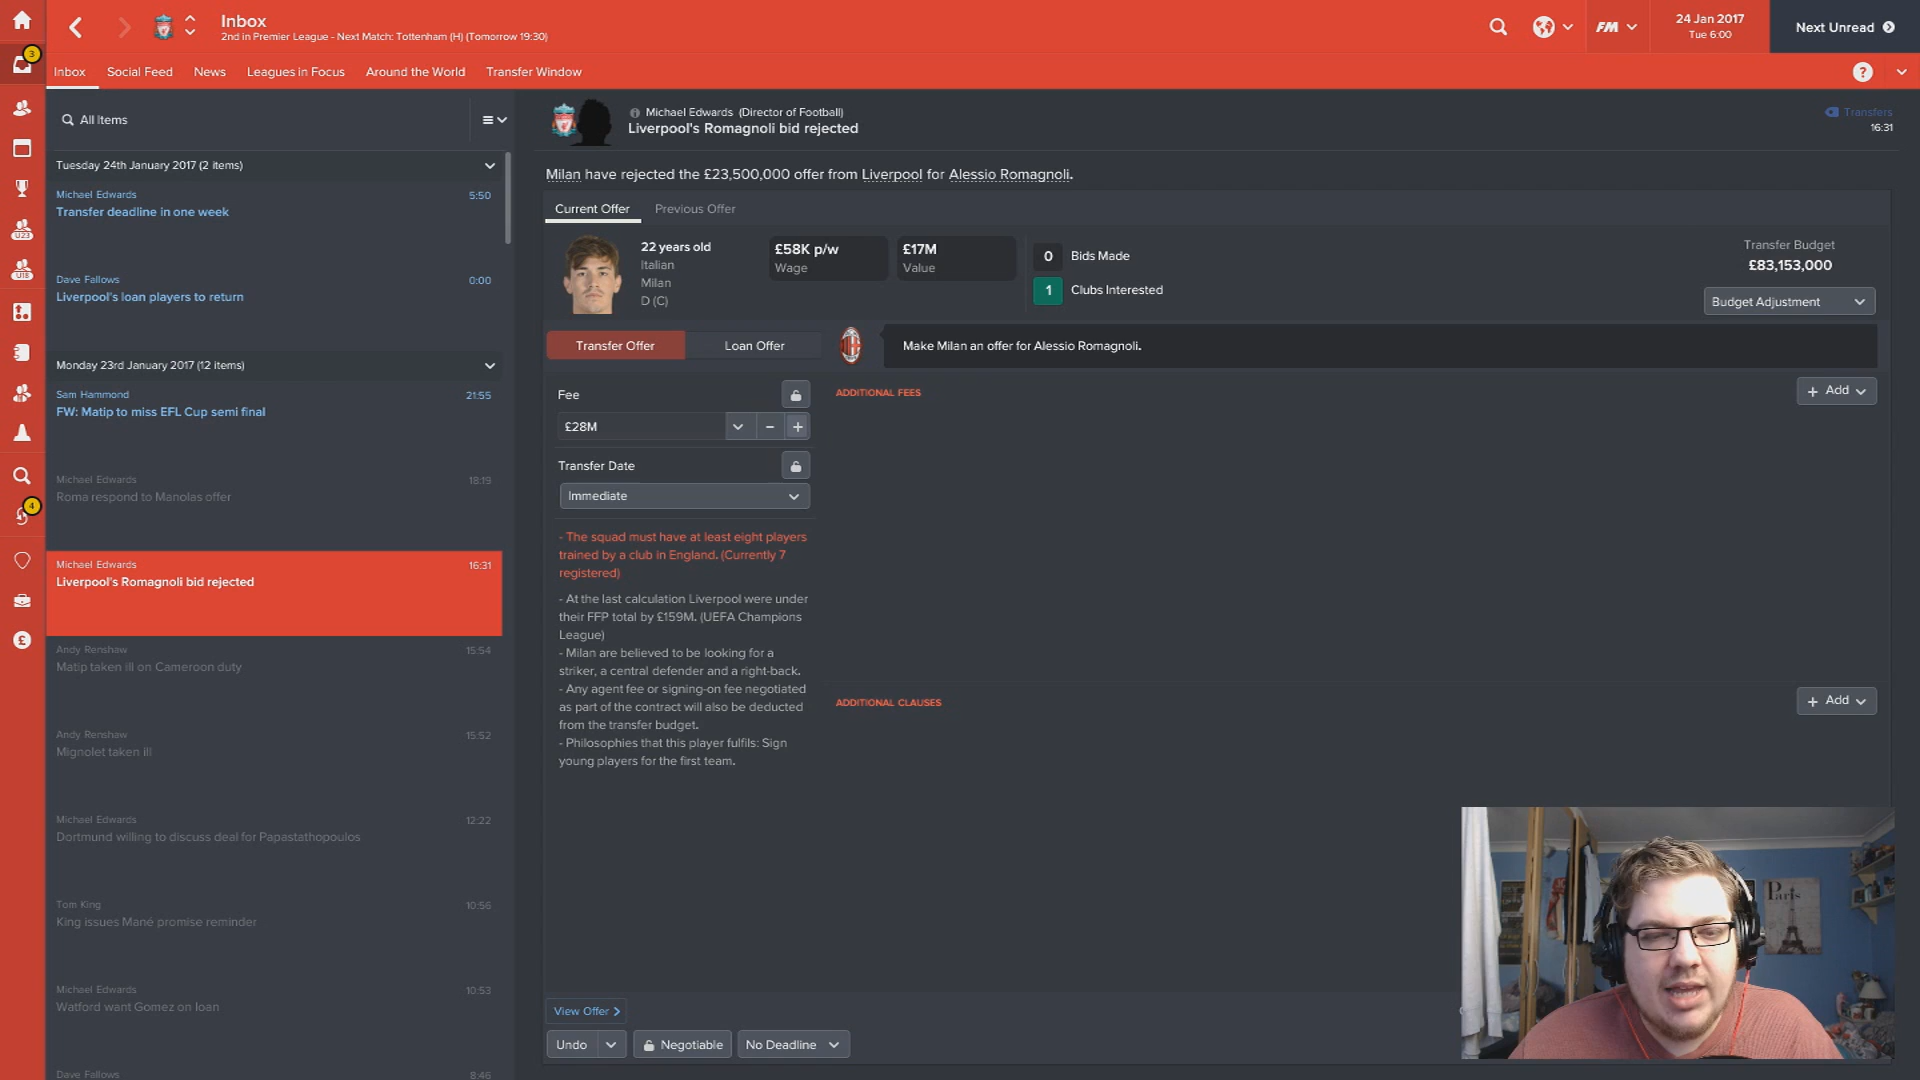 Inbox
2nd in Premier League - Next Match: Tottenham (H) (Tomorrow 19:30)
FM
24 Jan 2017
Tue 6:00
Next Unread
3
Inbox
Social Feed
News
Leagues in Focus
Around the World
Transfer Window
?
All Items
Tuesday 24th January 2017 (2 items)
Michael Edwards
5:50
Transfer deadline in one week
Dave Fallows
0:00
Liverpool's loan players to return
Monday 23rd January 2017 (12 items)
Sam Hammond
21:55
FW: Matip to miss EFL Cup semi final
Michael Edwards
18:19
Roma respond to Manolas offer
Michael Edwards
16:31
Liverpool's Romagnoli bid rejected
Andy Renshaw
15:54
Matip taken ill on Cameroon duty
Andy Renshaw
15:52
Mignolet taken ill
Michael Edwards
12:22
Dortmund willing to discuss deal for Papastathopoulos
Tom King
10:56
King issues Mané promise reminder
Michael Edwards
10:53
Watford want Gomez on loan
Dave Fallows
8:46
U23
U18
4
£
Michael Edwards (Director of Football)
Liverpool's Romagnoli bid rejected
Transfers
16:31
Milan have rejected the £23,500,000 offer from Liverpool for Alessio Romagnoli.
Current Offer
Previous Offer
22 years old
Italian
Milan
D (C)
£58K p/w
Wage
£17M
Value
0 Bids Made
1 Clubs Interested
Transfer Budget
£83,153,000
Budget Adjustment
Transfer Offer
Loan Offer
Make Milan an offer for Alessio Romagnoli.
Fee
£28M
Transfer Date
Immediate
- The squad must have at least eight players
trained by a club in England. (Currently 7
registered)
- At the last calculation Liverpool were under
their FFP total by £159M. (UEFA Champions
League)
- Milan are believed to be looking for a
striker, a central defender and a right-back.
- Any agent fee or signing-on fee negotiated
as part of the contract will also be deducted
from the transfer budget.
- Philosophies that this player fulfils: Sign
young players for the first team.
ADDITIONAL FEES
+ Add
ADDITIONAL CLAUSES
+ Add
View Offer
Undo
Negotiable
No Deadline
Paris